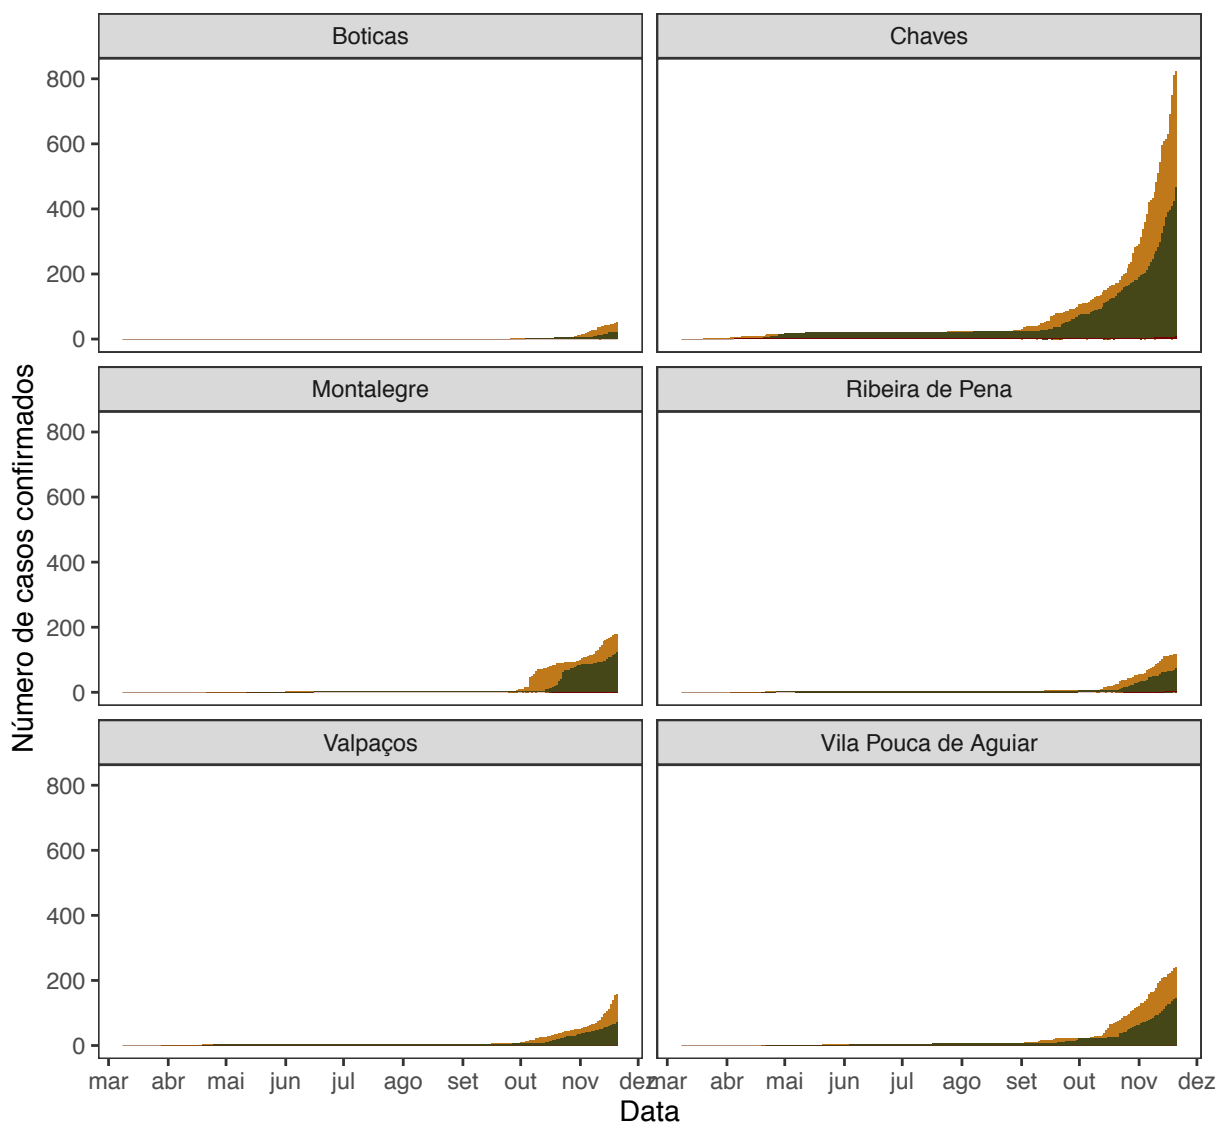 Boticas
Chaves
800
600
400
200
0
Montalegre
Ribeira de Pena
800
600
400
200
0
Valpaços
Vila Pouca de Aguiar
800
600
400
200
0
mar abr mai jun jul ago set out nov dez
mar abr mai jun jul ago set out nov dez
Data
Número de casos confirmados